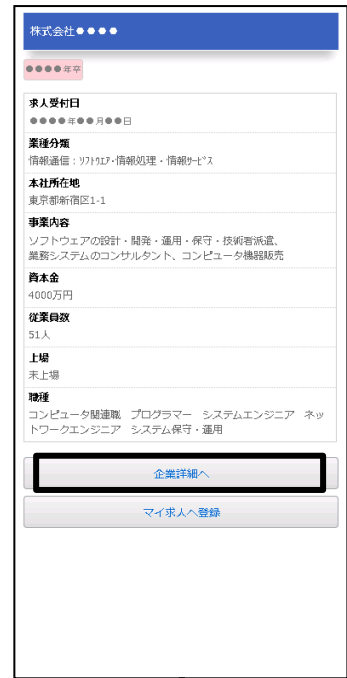 株式会社●●●●
●●●●年卒
求人受付日
●●●●年●●月●●日
業種分類
情報通信：ｿﾌﾄｳｴｱ･情報処理・情報ｻｰﾋﾞｽ
本社所在地
東京都新宿区1-1
事業内容
ソフトウェアの設計・開発・運用・保守・技術者派遣、
業務システムのコンサルタント、コンピュータ機器販売
資本金
4000万円
従業員数
51人
上場
未上場
職種
コンピュータ関連職　プログラマー　システムエンジニア　ネッ
トワークエンジニア　システム保守・運用
企業詳細へ
マイ求人へ登録